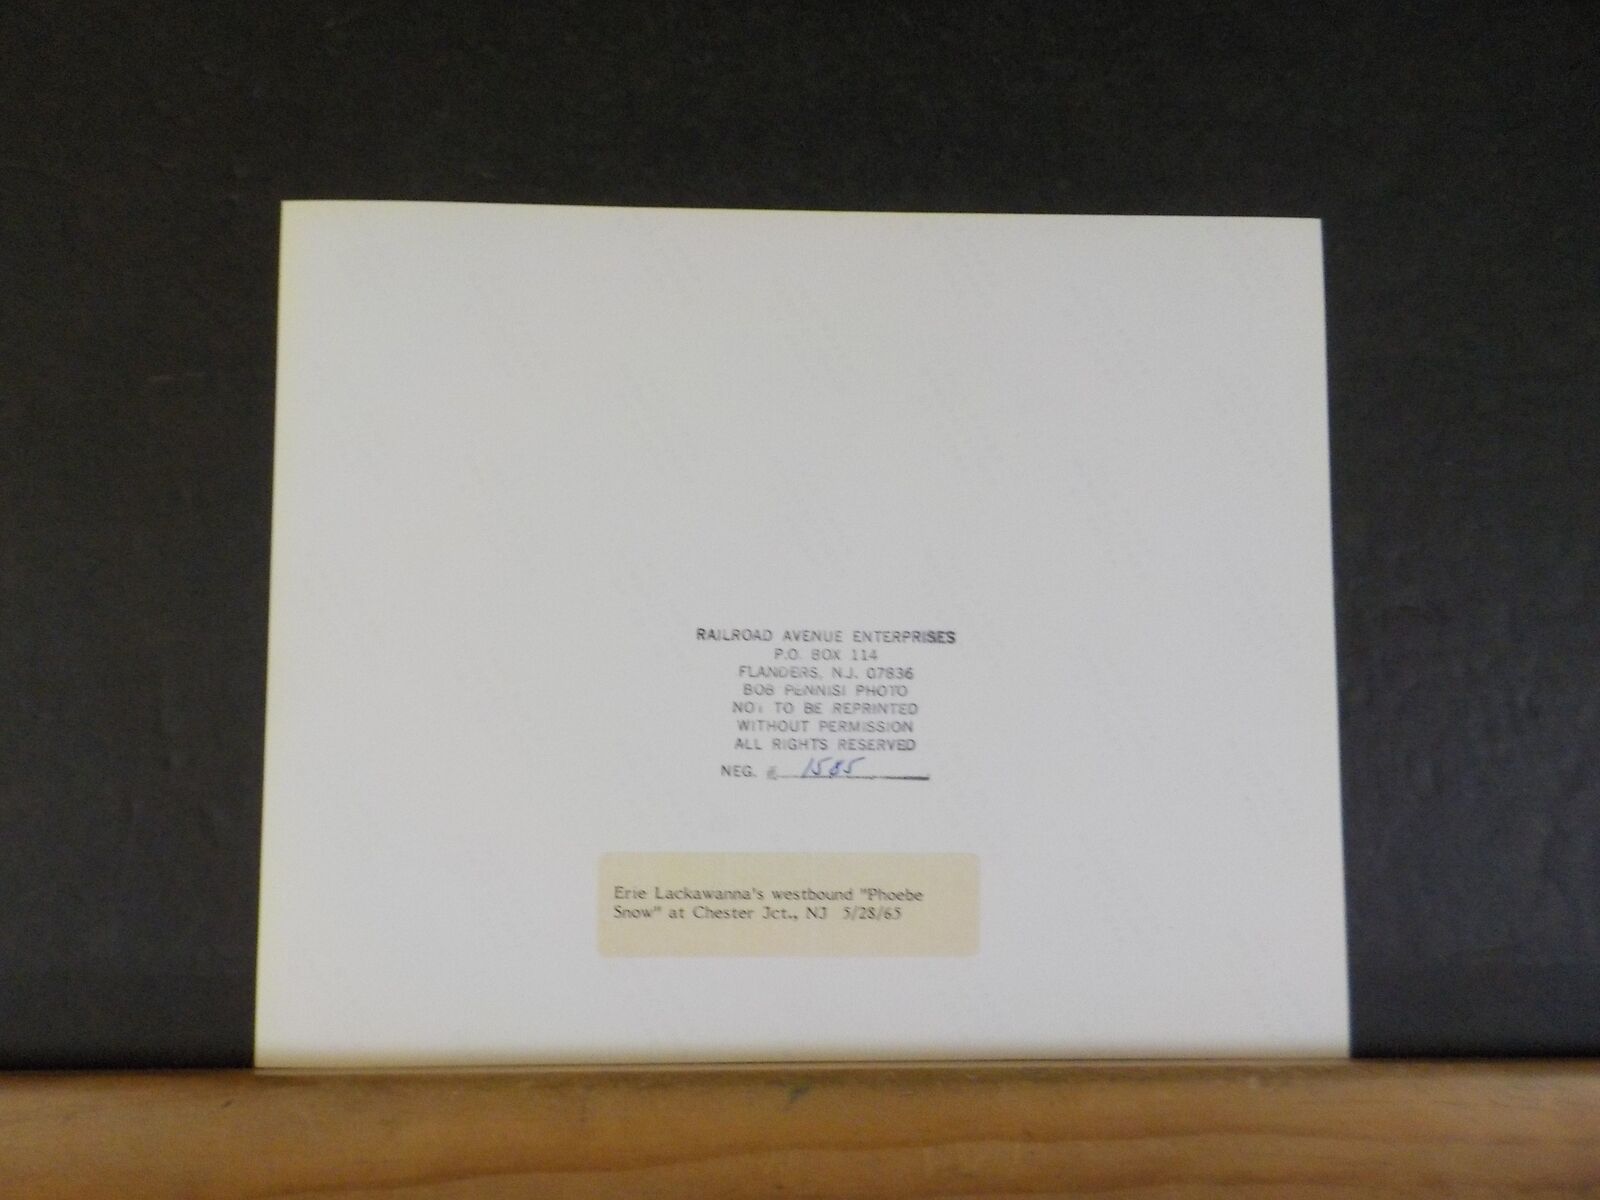 RAILROAD AVENUE ENTERPRISES
P.O. BOX 114
FLANDERS, N.J. 07836
BOB PENNISI PHOTO
NOT TO BE REPRINTED
WITHOUT PERMISSION
ALL RIGHTS RESERVED
NEG. # 1585
Erie Lackawanna's westbound "Phoebe
Snow" at Chester Jct., NJ 5/28/65